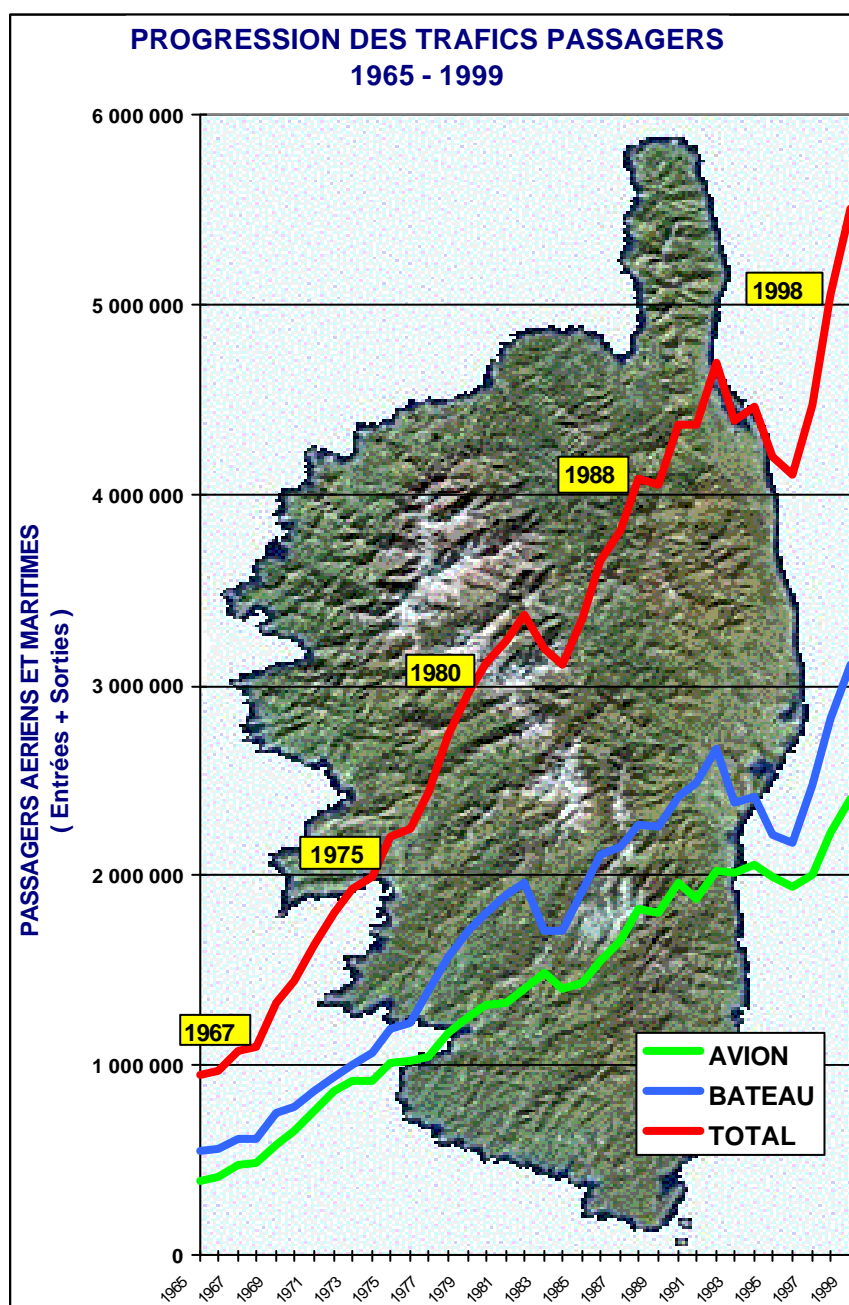 PROGRESSION DES TRAFICS PASSAGERS
1965 - 1999
6 000 000
5 000 000
4 000 000
3 000 000
2 000 000
1 000 000
0
PASSAGERS AERIENS ET MARITIMES
( Entrées + Sorties )
1998
1988
1980
1975
1967
AVION
BATEAU
TOTAL
1965
1967
1969
1971
1973
1975
1977
1979
1981
1983
1985
1987
1989
1991
1993
1995
1997
1999